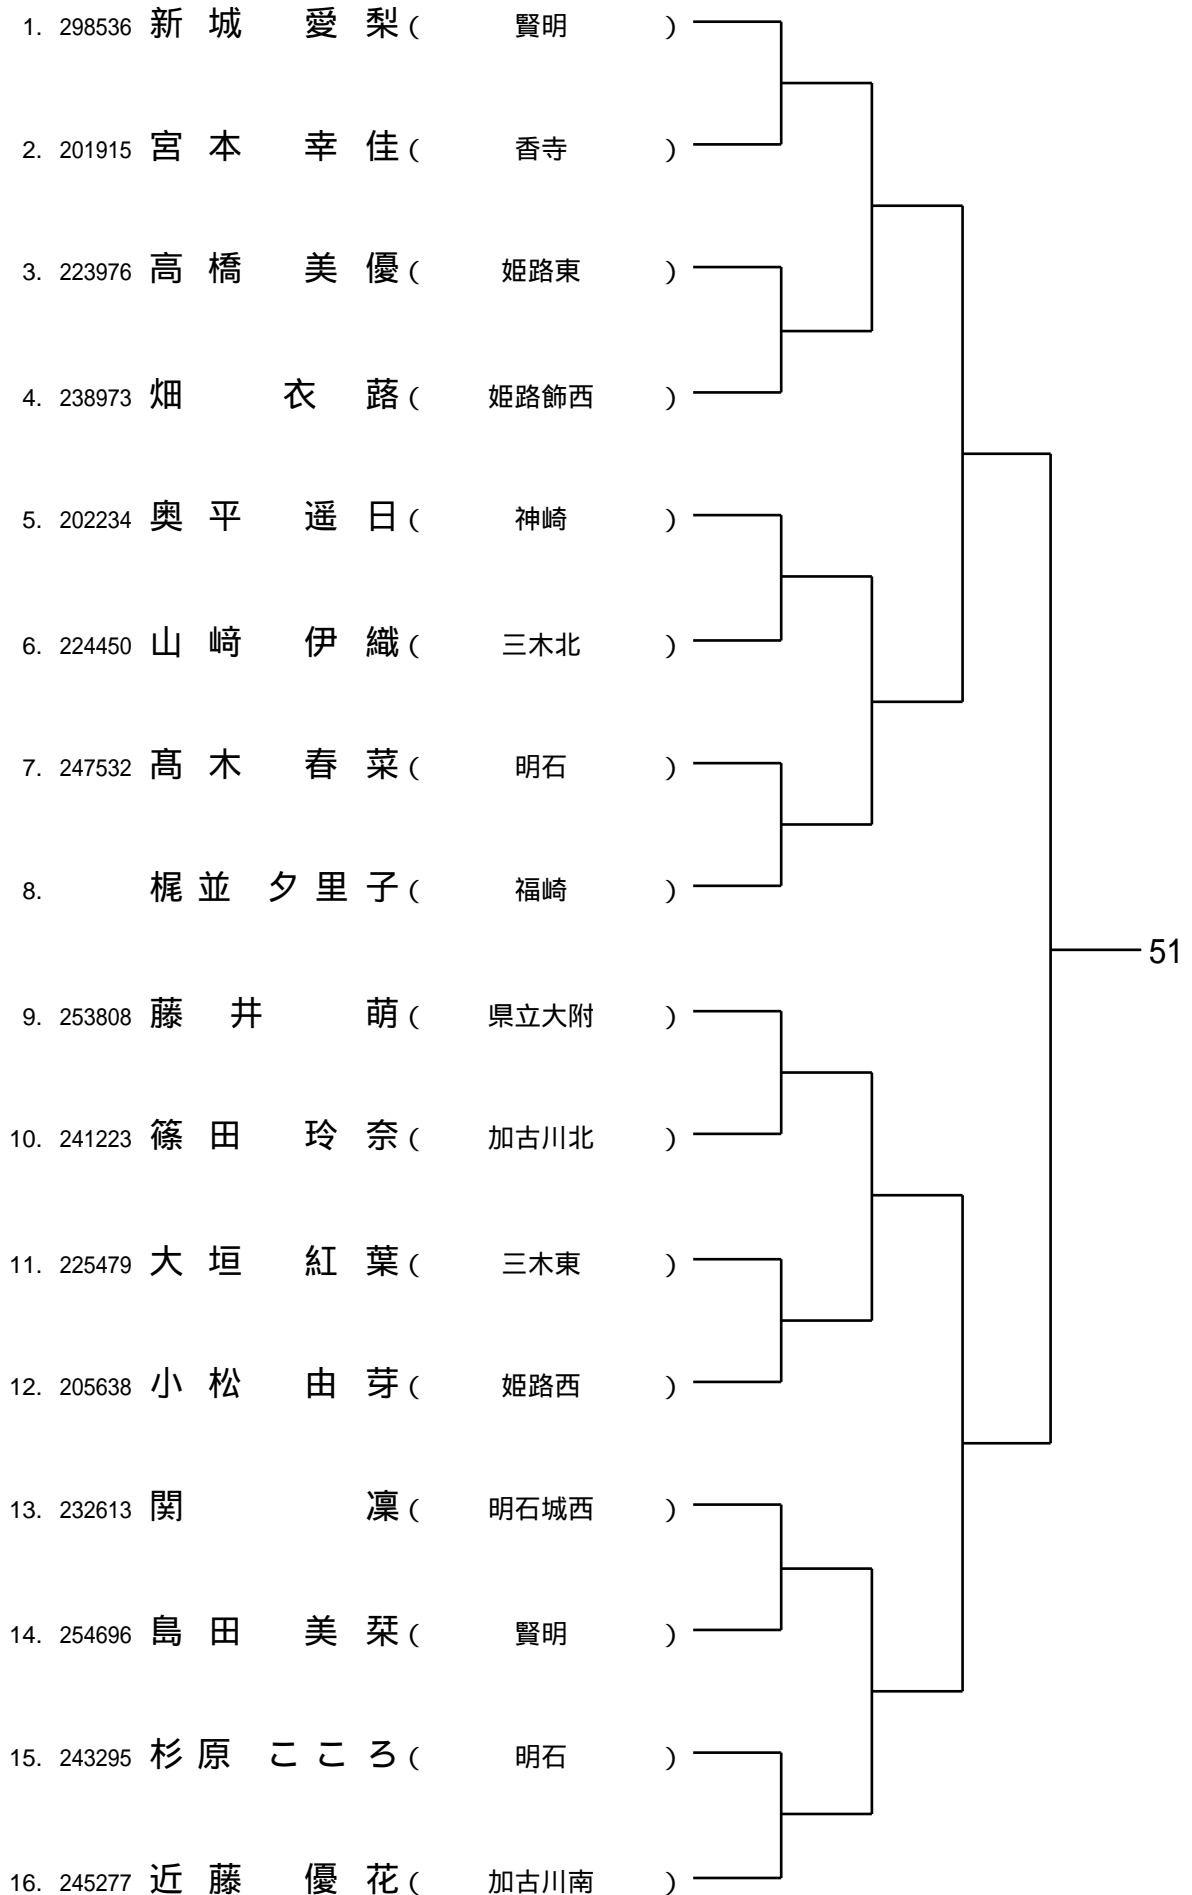 1. 298536 新城 愛梨 ( 賢明 )
2. 201915 宮本 幸佳 ( 香寺 )
3. 223976 高橋 美優 ( 姫路東 )
4. 238973 畑 衣蕗 ( 姫路飾西 )
5. 202234 奥平 遥日 ( 神崎 )
6. 224450 山﨑 伊織 ( 三木北 )
7. 247532 髙木 春菜 ( 明石 )
8. 梶並 夕里子 ( 福崎 )
51
9. 253808 藤井 萌 ( 県立大附 )
10. 241223 篠田 玲奈 ( 加古川北 )
11. 225479 大垣 紅葉 ( 三木東 )
12. 205638 小松 由芽 ( 姫路西 )
13. 232613 関 凜 ( 明石城西 )
14. 254696 島田 美栞 ( 賢明 )
15. 243295 杉原 こころ ( 明石 )
16. 245277 近藤 優花 ( 加古川南 )